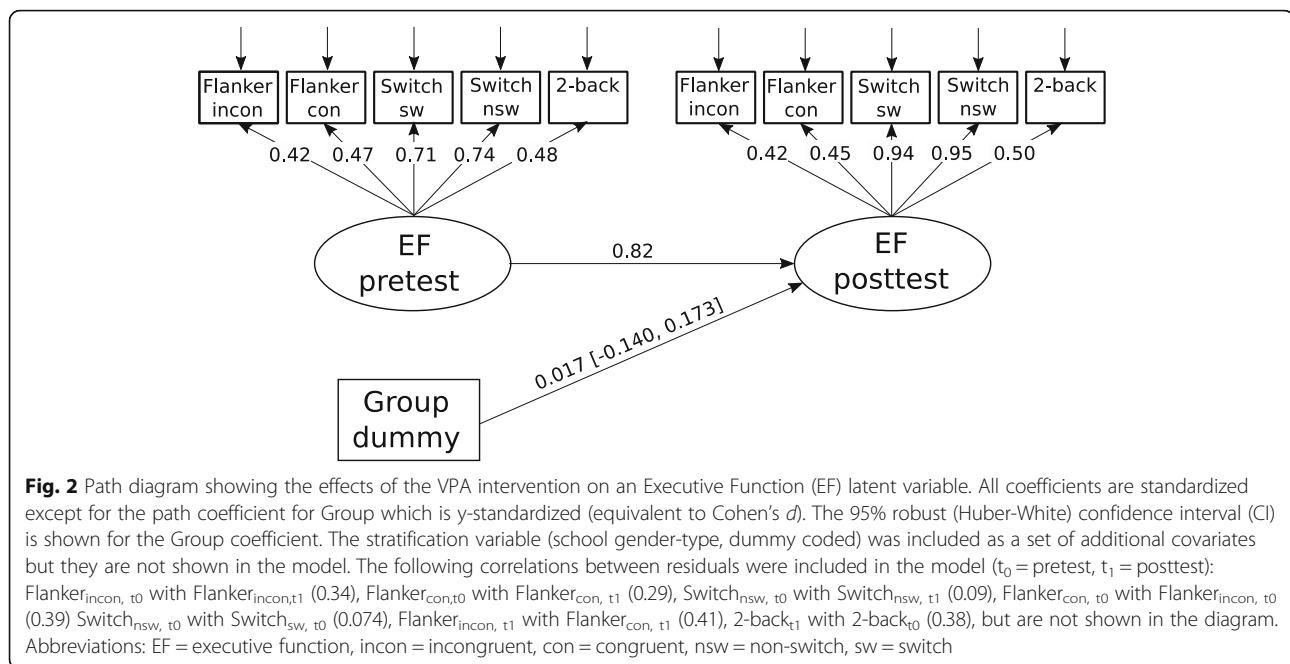 Flanker incon
Flanker con
Switch sw
Switch nsw
2-back
Flanker incon
Flanker con
Switch sw
Switch nsw
2-back
0.42 0.47 0.71 0.74 0.48
0.42 0.45 0.94 0.95 0.50
EF
pretest
0.82
EF
posttest
0.017 [-0.140, 0.173]
Group
dummy
Fig. 2 Path diagram showing the effects of the VPA intervention on an Executive Function (EF) latent variable. All coefficients are standardized
except for the path coefficient for Group which is y-standardized (equivalent to Cohen's d). The 95% robust (Huber-White) confidence interval (CI)
is shown for the Group coefficient. The stratification variable (school gender-type, dummy coded) was included as a set of additional covariates
but they are not shown in the model. The following correlations between residuals were included in the model (t₀ = pretest, t₁ = posttest):
Flankerincon, t0 with Flankerincon,t1 (0.34), Flankercon,t0 with Flankercon, t1 (0.29), Switchnsw, t0 with Switchnsw, t1 (0.09), Flankercon, t0 with Flankerincon, t0
(0.39) Switchnsw, t0 with Switchsw, t0 (0.074), Flankerincon, t1 with Flankercon, t1 (0.41), 2-backt1 with 2-backt0 (0.38), but are not shown in the diagram.
Abbreviations: EF = executive function, incon = incongruent, con = congruent, nsw = non-switch, sw = switch